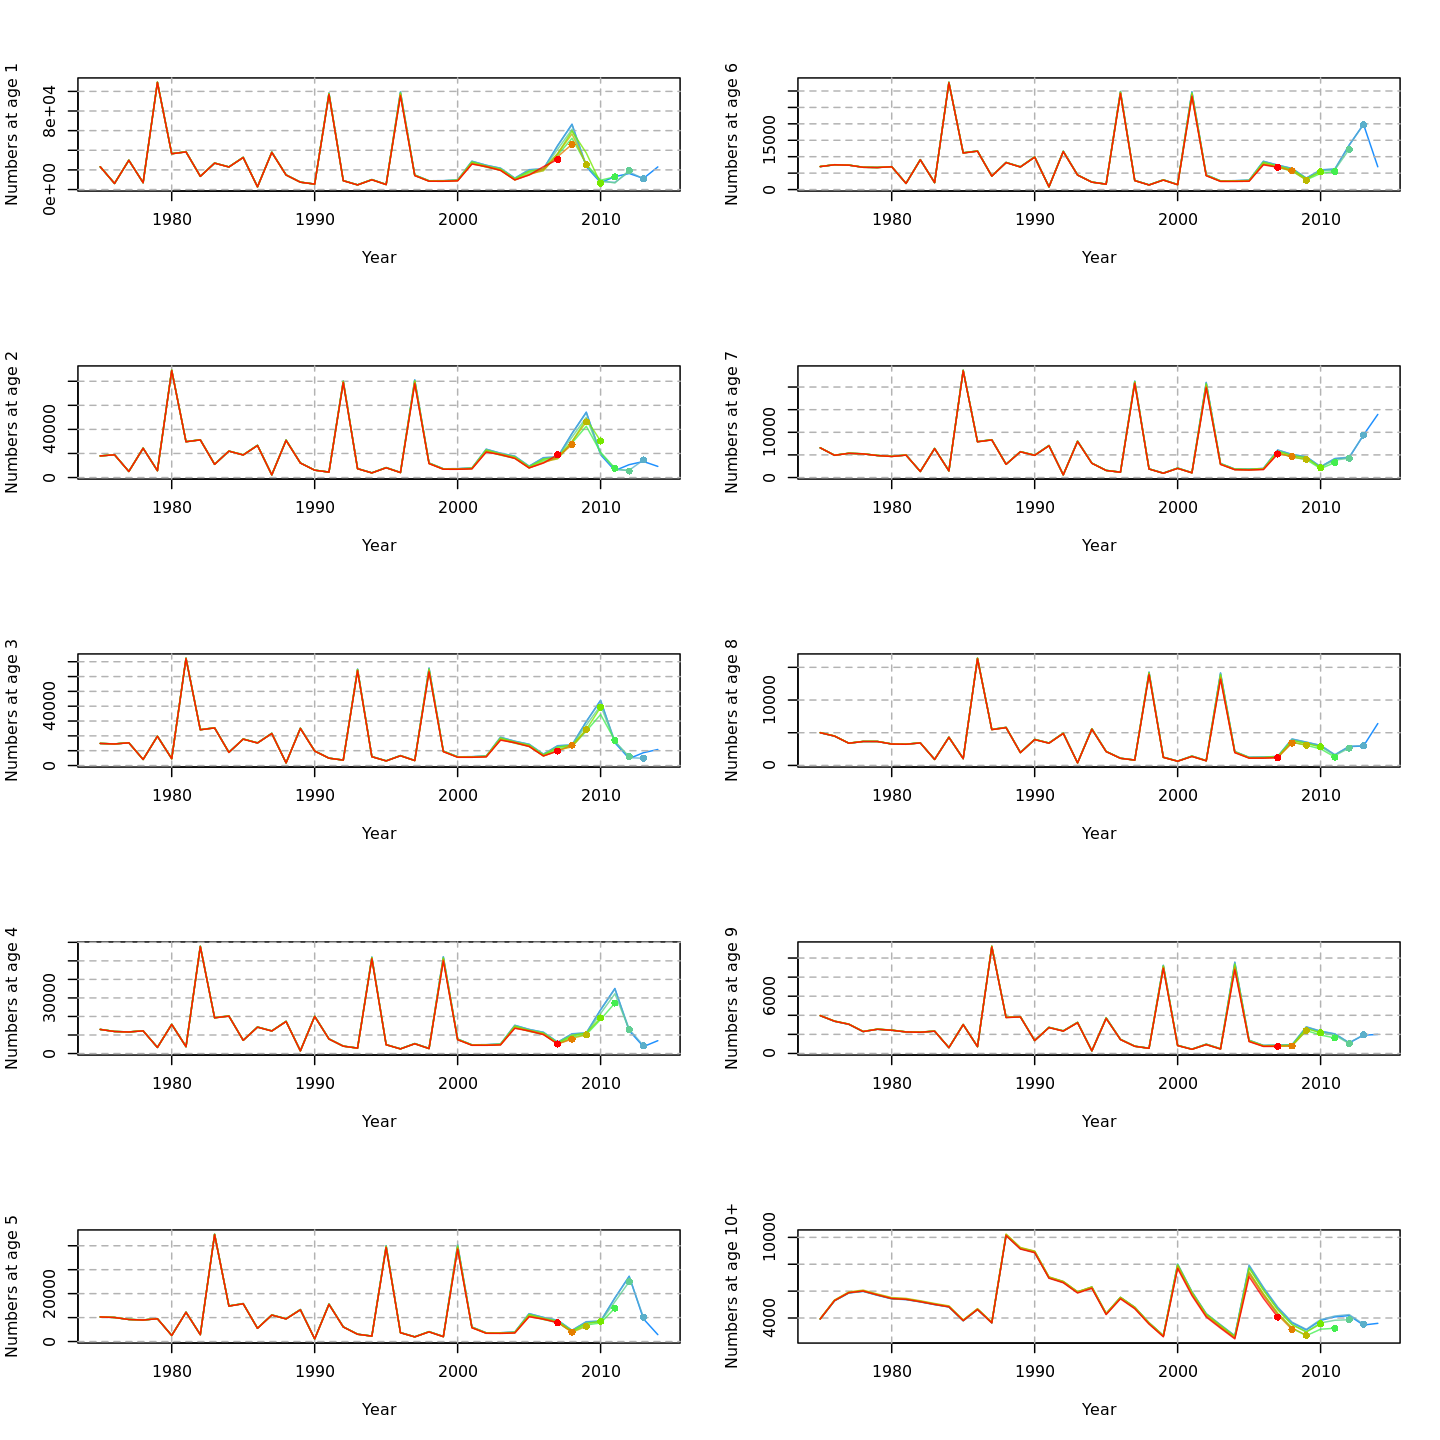 Numbers at age 1
0e+00 8e+04
1980 1990 2000 2010
Year
Numbers at age 6
0 15000
1980 1990 2000 2010
Year
Numbers at age 2
0 40000
1980 1990 2000 2010
Year
Numbers at age 7
0 10000
1980 1990 2000 2010
Year
Numbers at age 3
0 40000
1980 1990 2000 2010
Year
Numbers at age 8
0 10000
1980 1990 2000 2010
Year
Numbers at age 4
0 30000
1980 1990 2000 2010
Year
Numbers at age 9
0 6000
1980 1990 2000 2010
Year
Numbers at age 5
0 20000
1980 1990 2000 2010
Year
Numbers at age 10+
4000 10000
1980 1990 2000 2010
Year